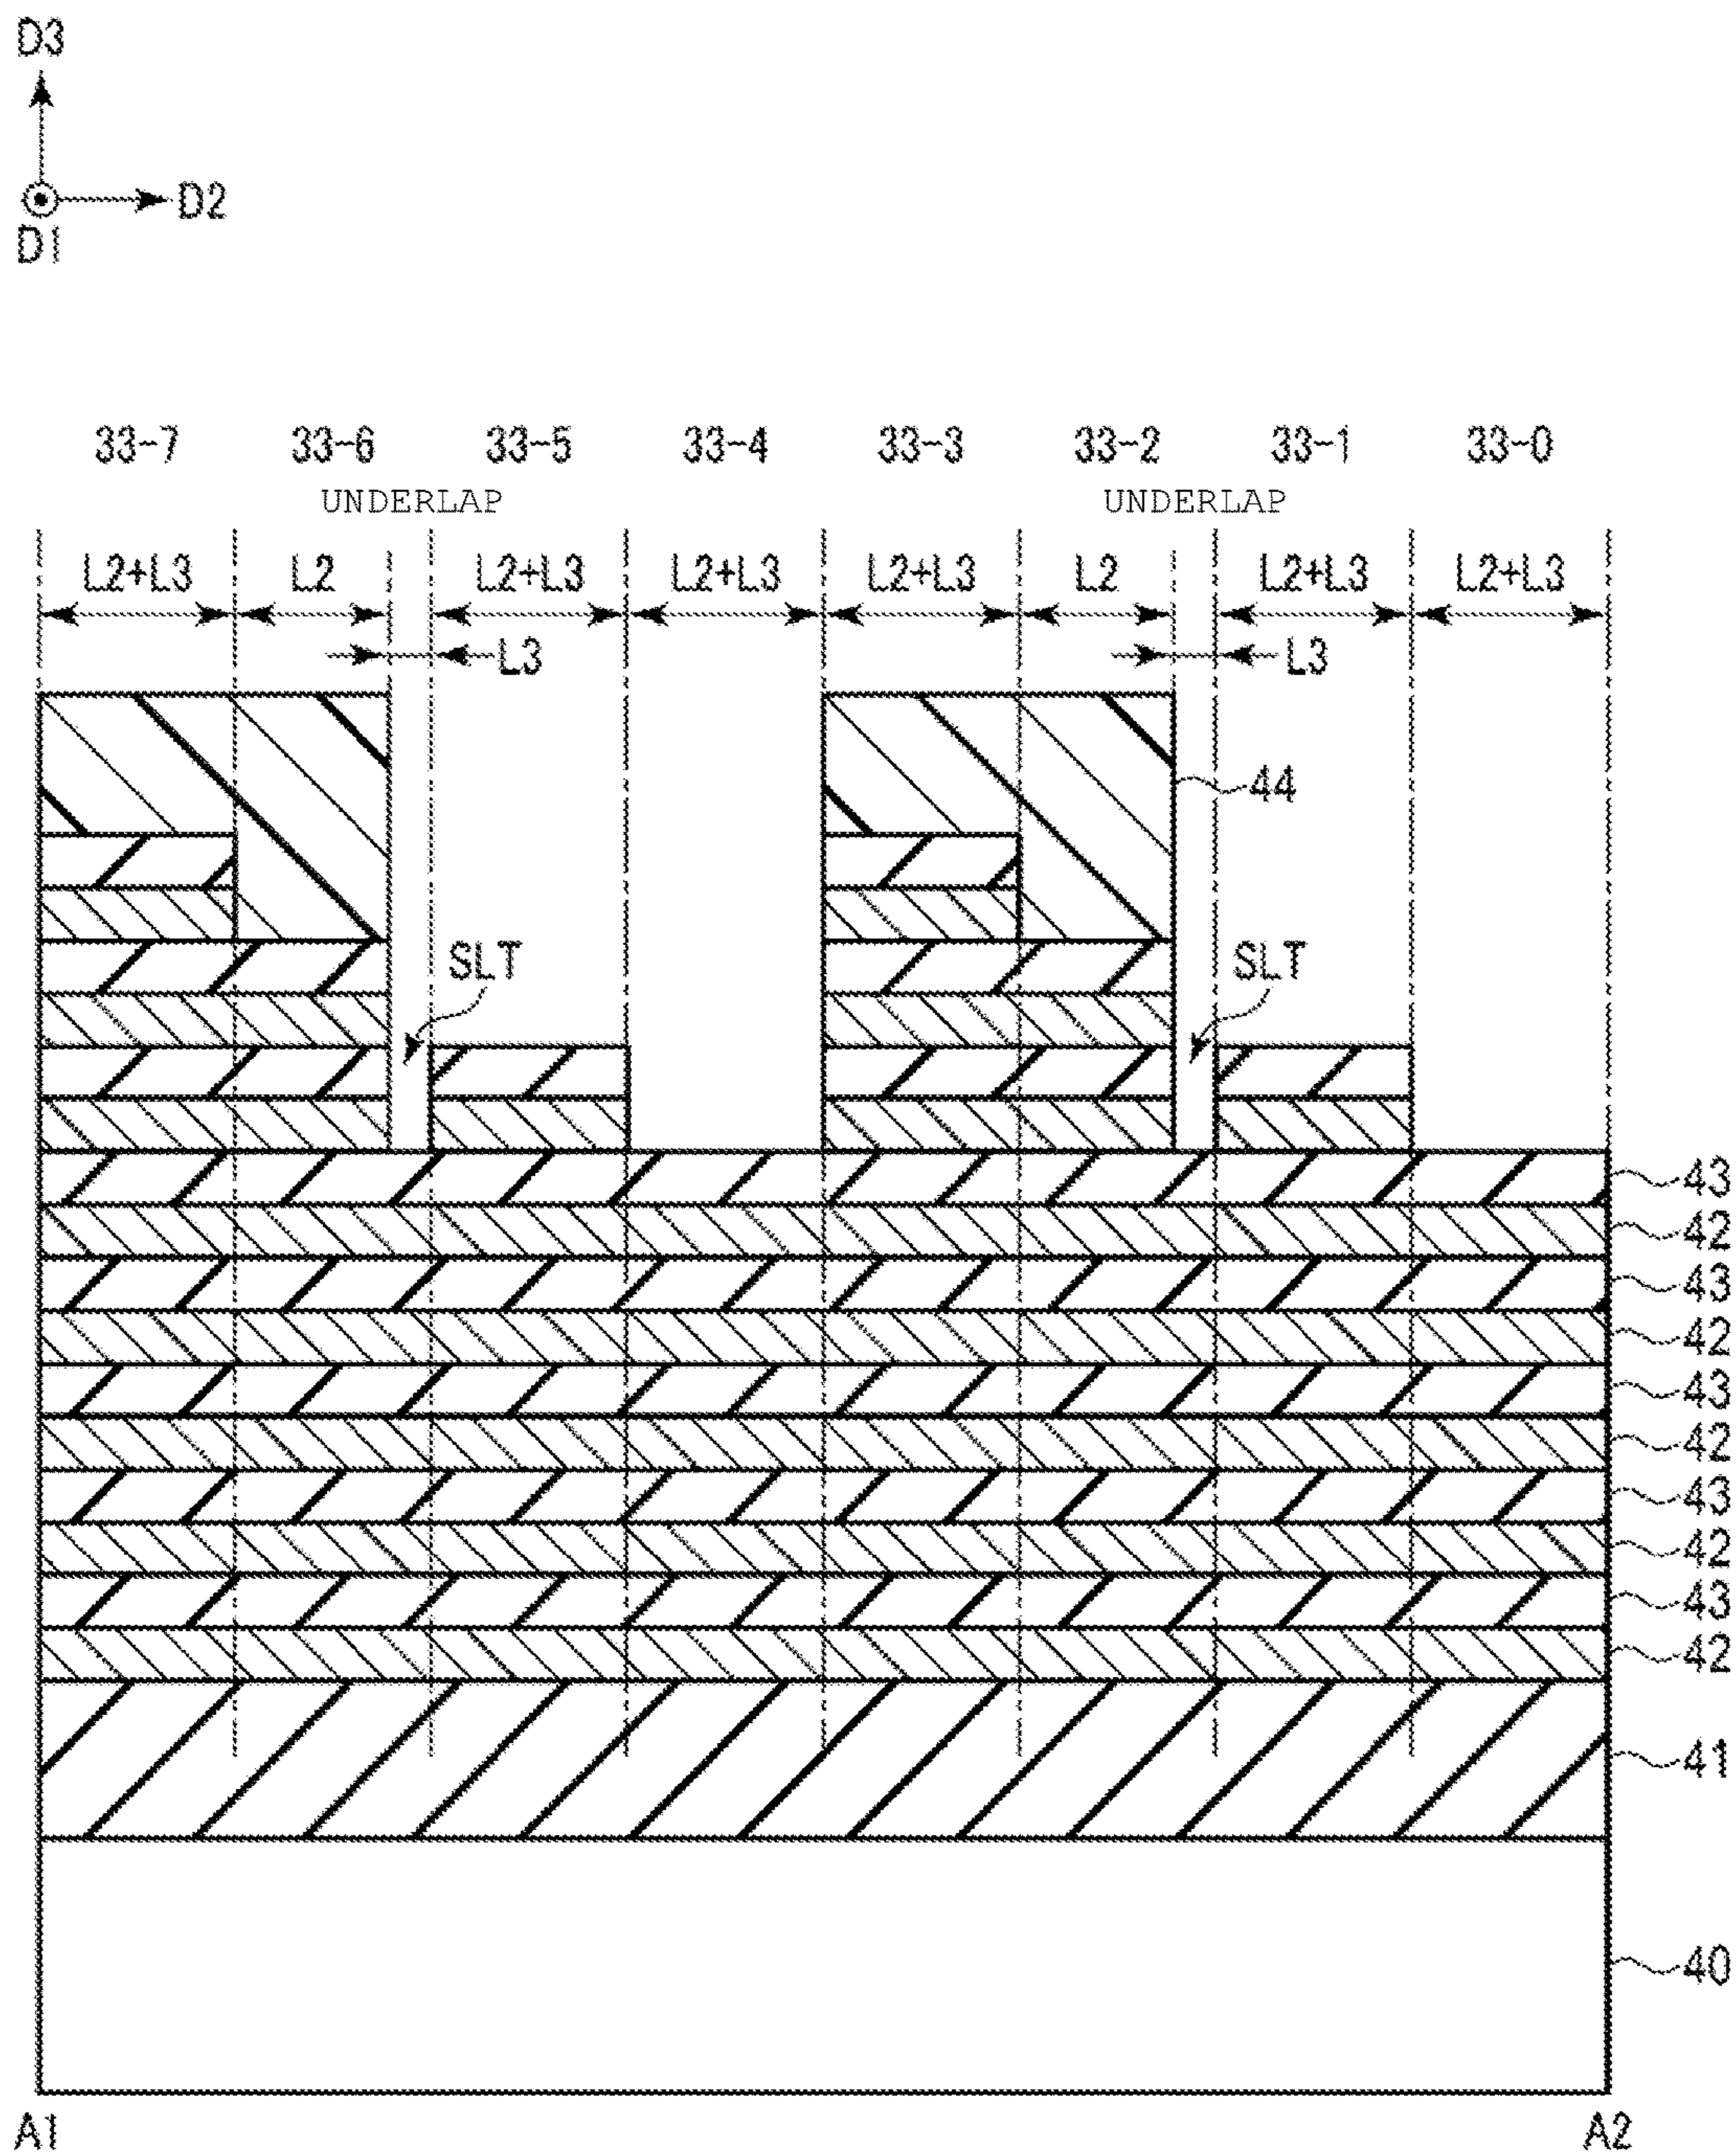 D3
D2
D1
33-7 33-6 33-5 33-4 33-3 33-2 33-1 33-0
UNDERLAP UNDERLAP
L2+L3 L2 L2+L3 L2+L3 L2+L3 L2 L2+L3 L2+L3
L3 L3
44
SLT SLT
43
42
43
42
43
42
43
42
43
42
41
40
A1 A2